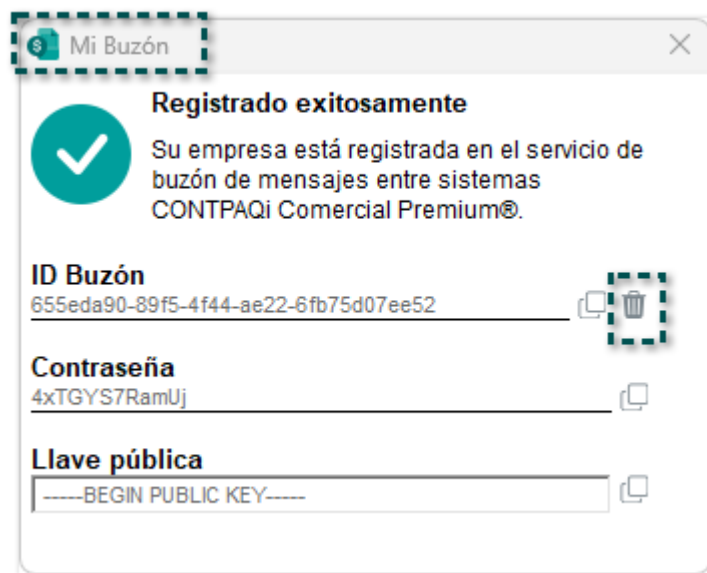 Mi Buzón
Registrado exitosamente
Su empresa está registrada en el servicio de
buzón de mensajes entre sistemas
CONTPAQi Comercial Premium®.
ID Buzón
655eda90-89f5-4f44-ae22-6fb75d07ee52
Contraseña
4xTGYS7RamUj
Llave pública
-----BEGIN PUBLIC KEY-----